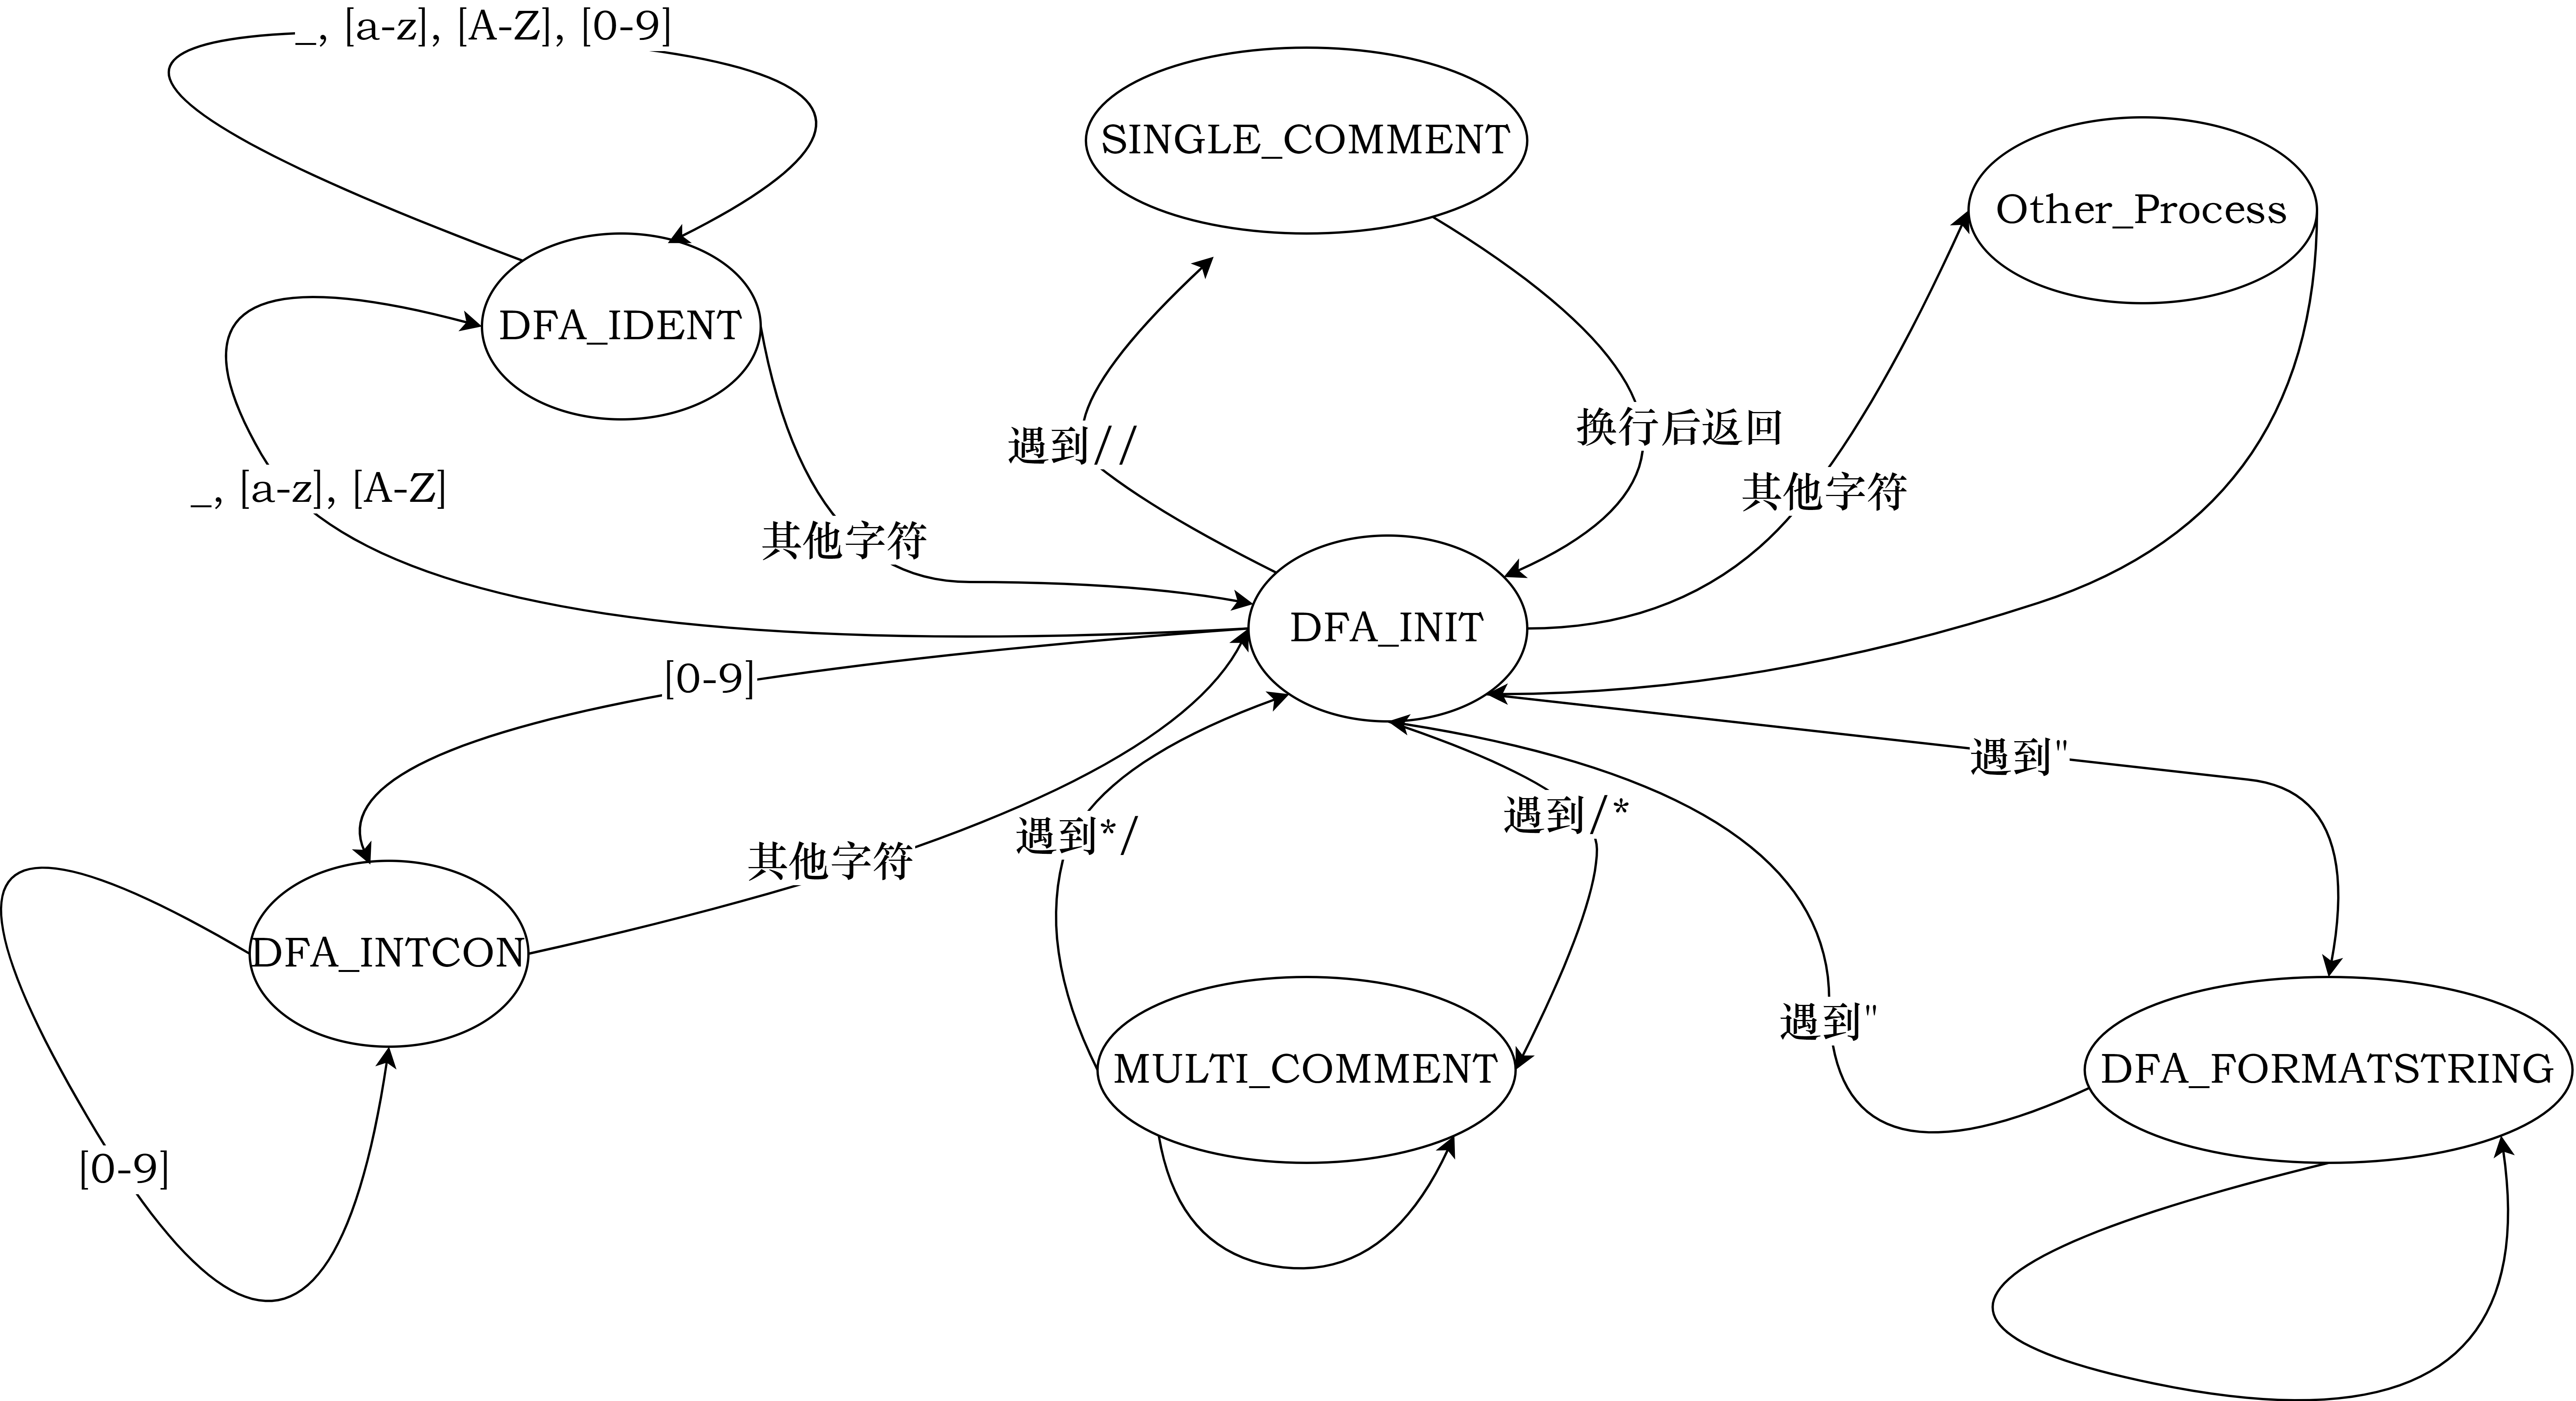 _, [a-z], [A-Z], [0-9]
SINGLE_COMMENT
Other_Process
DFA_IDENT
换行后返回
遇到//
_, [a-z], [A-Z]
其他字符
其他字符
DFA_INIT
[0-9]
遇到"
遇到/*
遇到*/
其他字符
DFA_INTCON
遇到"
MULTI_COMMENT
DFA_FORMATSTRING
[0-9]